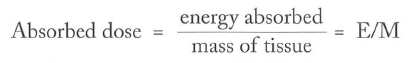 Absorbed dose = energy absorbed / mass of tissue = E/M